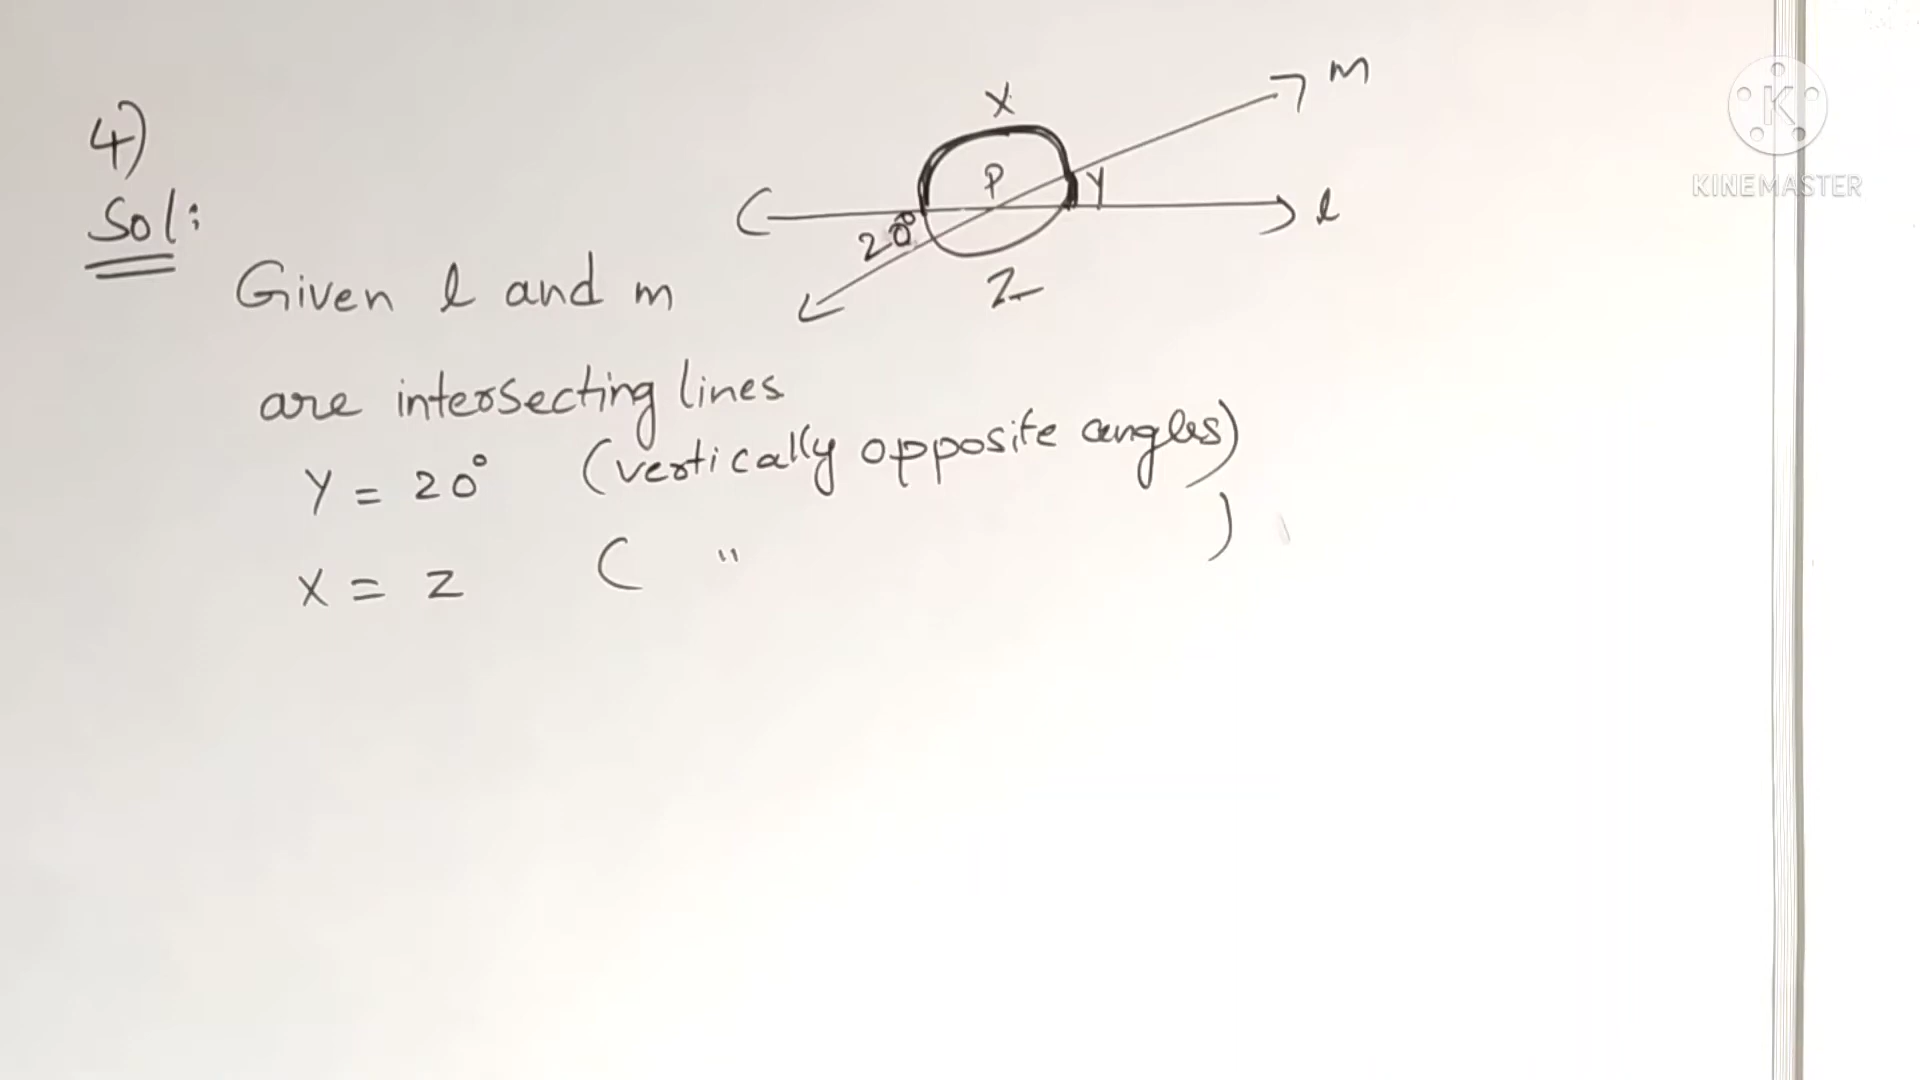 4)
Sol:
X
m
P
Y
l
20°
Z
Given l and m
are intersecting lines
Y = 20° (vertically opposite angles)
X = Z ( " )
K
KINEMASTER